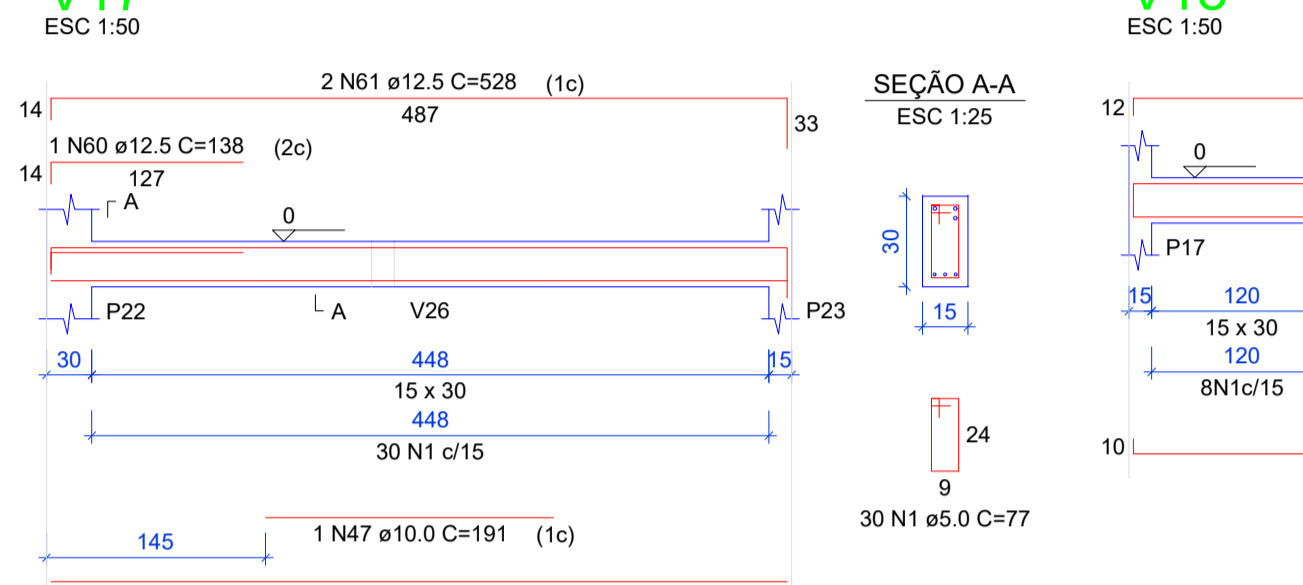 V17
ESC 1:50
2 N61 ø12.5 C=528 (1c)
14
487
33
1 N60 ø12.5 C=138 (2c)
14
127
A
0
P22
A
V26
P23
30
448
15
15 x 30
448
30 N1 c/15
1 N47 ø10.0 C=191 (1c)
145
SEÇÃO A-A
ESC 1:25
30
15
24
9
30 N1 ø5.0 C=77
ESC 1:50
12
0
P17
15
120
15 x 30
120
8N1c/15
10